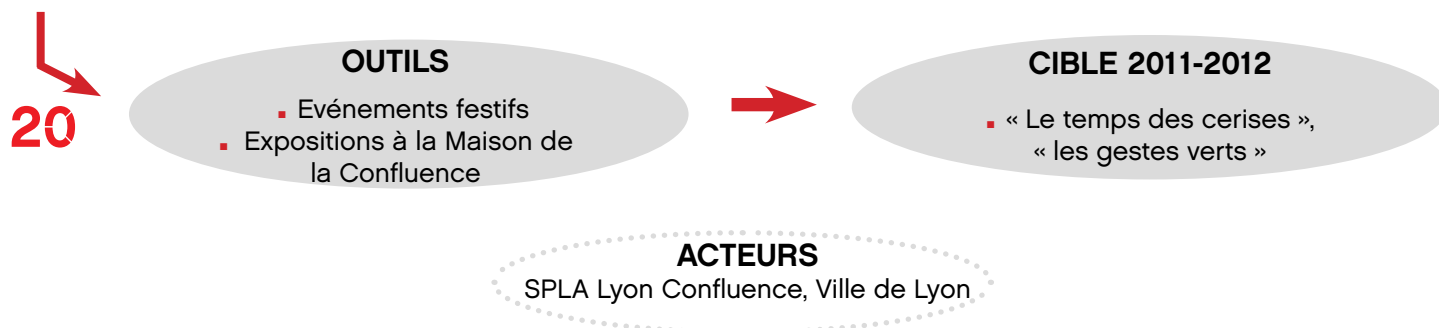 20
OUTILS
▪ Evénements festifs
▪ Expositions à la Maison de
la Confluence
CIBLE 2011-2012
▪ « Le temps des cerises »,
« les gestes verts »
ACTEURS
SPLA Lyon Confluence, Ville de Lyon